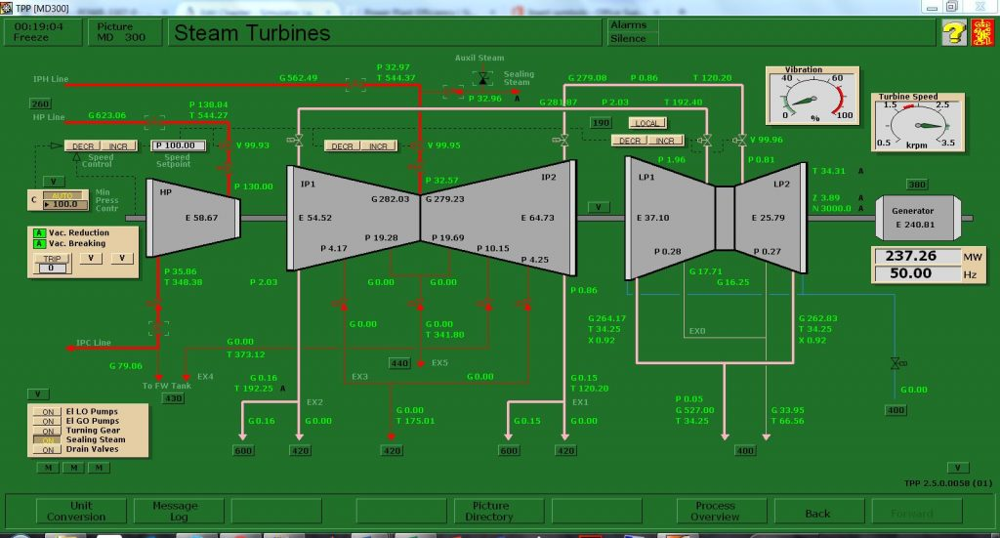 TPP [MD300]
00:19:04
Freeze
Picture
MD 300
Steam Turbines
Alarms
Silence
IPH Line
G 562.49
P 32.97
T 544.37
Auxil Steam
Sealing
Steam
P 32.96 A
G 279.08 P 0.86 T 120.20
260
HP Line
G 623.06
P 130.04
T 544.27
G 281.87 P 2.03 T 192.40
190
LOCAL
Vibration
40 60
0 100
%
Turbine Speed
1.5 2.5
0.5 3.5
krpm
DECR INCR
Speed
Control
P 100.00
Speed
Setpoint
V 99.93
DECR INCR
V 99.95
DECR INCR
V 99.96
V
C AUTO
100.0
Min
Press
Contr
P 130.00
P 32.57
P 1.96
P 0.81
T 34.31 A
Z 3.89 A
N 3000.0 A
380
HP
E 58.67
IP1
E 54.52
G 282.03 G 279.23
IP2
E 64.73
V
LP1
E 37.10
LP2
E 25.79
Generator
E 240.81
A Vac. Reduction
A Vac. Breaking
TRIP V V
0
P 4.17
P 19.28 P 19.69
P 10.15
P 4.25
P 0.28
P 0.27
237.26 MW
50.00 Hz
P 35.86
T 348.38
P 2.03
G 0.00 G 0.00
P 0.86
G 17.71
G 16.25
G 0.00
G 0.00
T 341.80
G 0.00
G 264.17
T 34.25
X 0.92
EX0
G 262.83
T 34.25
X 0.92
IPC Line
G 0.00
T 373.12
G 79.06
To FW Tank
430
EX4
440
EX5
EX3
G 0.00
G 0.16
T 192.25 A
EX2
G 0.15
T 120.20
EX1
G 0.00
400
V
ON El LO Pumps
ON El GO Pumps
ON Turning Gear
ON Sealing Steam
ON Drain Valves
M M M
G 0.16
G 0.00
G 0.00
T 175.01
G 0.15
G 0.00
P 0.05
G 527.00
T 34.25
G 33.95
T 66.56
600
420
420
600
420
400
V
TPP 2.5.0.0058 (01)
Unit
Conversion
Message
Log
Picture
Directory
Process
Overview
Back
Forward